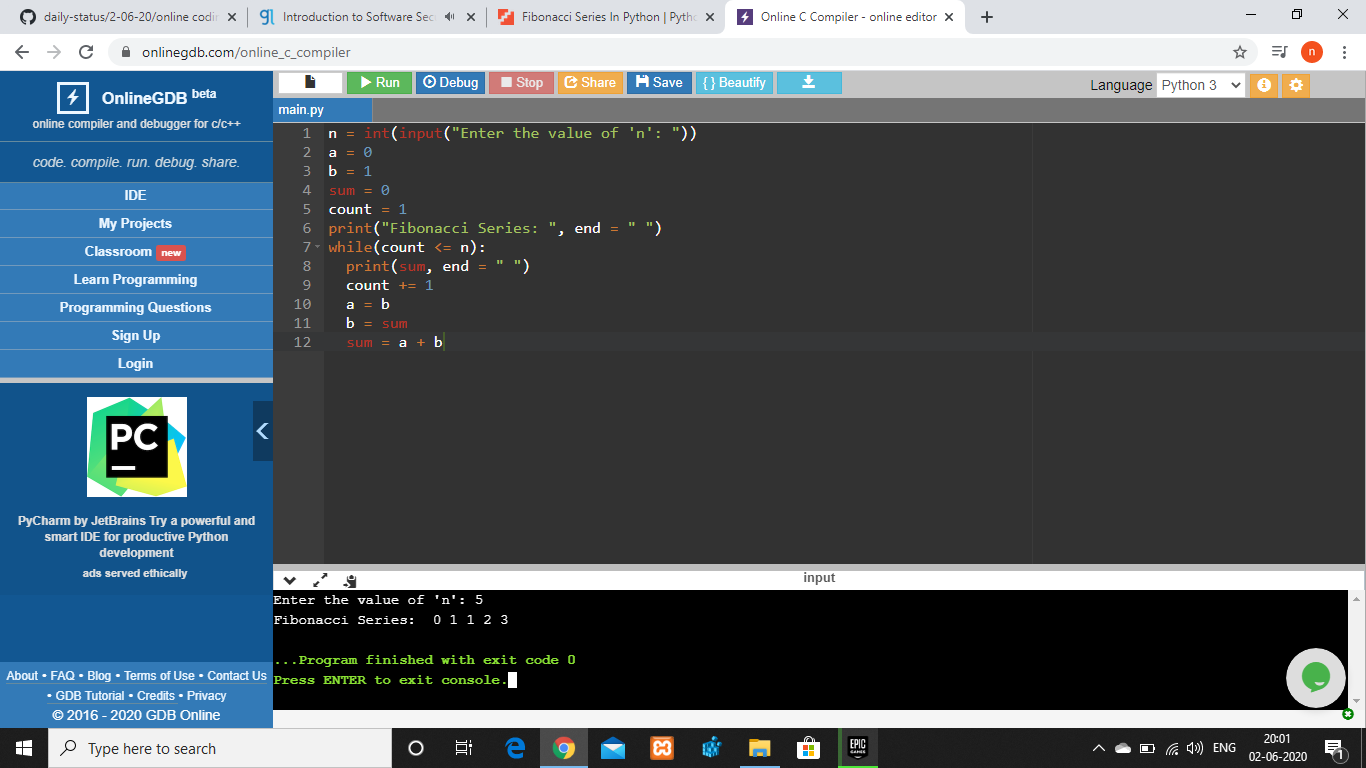 daily-status/2-06-20/online codin
Introduction to Software Sec
Fibonacci Series In Python | Pytho
Online C Compiler - online editor
onlinegdb.com/online_c_compiler
n
OnlineGDB beta
online compiler and debugger for c/c++
code. compile. run. debug. share.
IDE
My Projects
Classroom new
Learn Programming
Programming Questions
Sign Up
Login
PC
PyCharm by JetBrains Try a powerful and
smart IDE for productive Python
development
ads served ethically
About • FAQ • Blog • Terms of Use • Contact Us
• GDB Tutorial • Credits • Privacy
© 2016 - 2020 GDB Online
Run Debug Stop Share Save { } Beautify
Language Python 3
main.py
1 n = int(input("Enter the value of 'n': "))
2 a = 0
3 b = 1
4 sum = 0
5 count = 1
6 print("Fibonacci Series: ", end = " ")
7 while(count <= n):
8 print(sum, end = " ")
9 count += 1
10 a = b
11 b = sum
12 sum = a + b
input
Enter the value of 'n': 5
Fibonacci Series:  0 1 1 2 3
...Program finished with exit code 0
Press ENTER to exit console.
Type here to search
EPIC
GAMES
ENG
20:01
02-06-2020
1